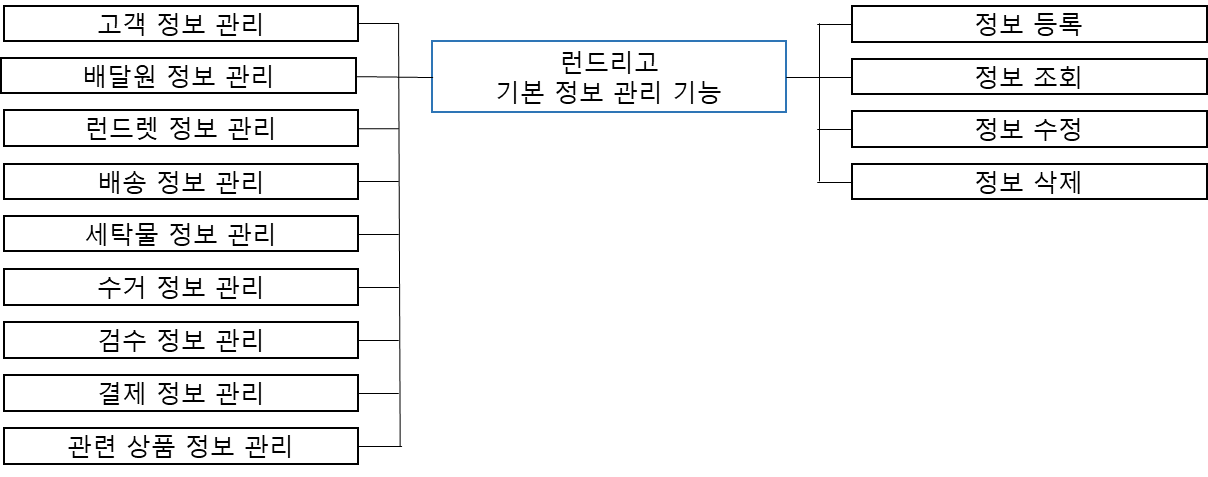 고객 정보 관리
배달원 정보 관리
런드렛 정보 관리
배송 정보 관리
세탁물 정보 관리
수거 정보 관리
검수 정보 관리
결제 정보 관리
관련 상품 정보 관리
런드리고
기본 정보 관리 기능
정보 등록
정보 조회
정보 수정
정보 삭제